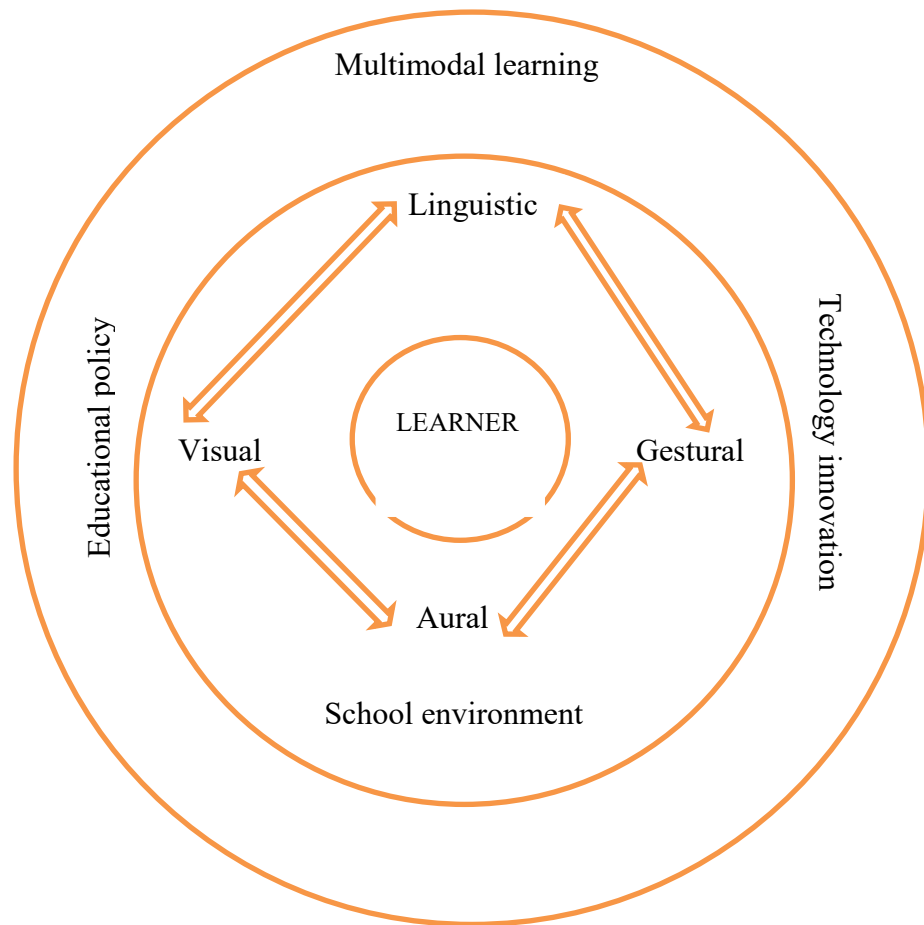 Multimodal learning
Linguistic
Educational policy
Technology innovation
LEARNER
Visual
Gestural
Aural
School environment